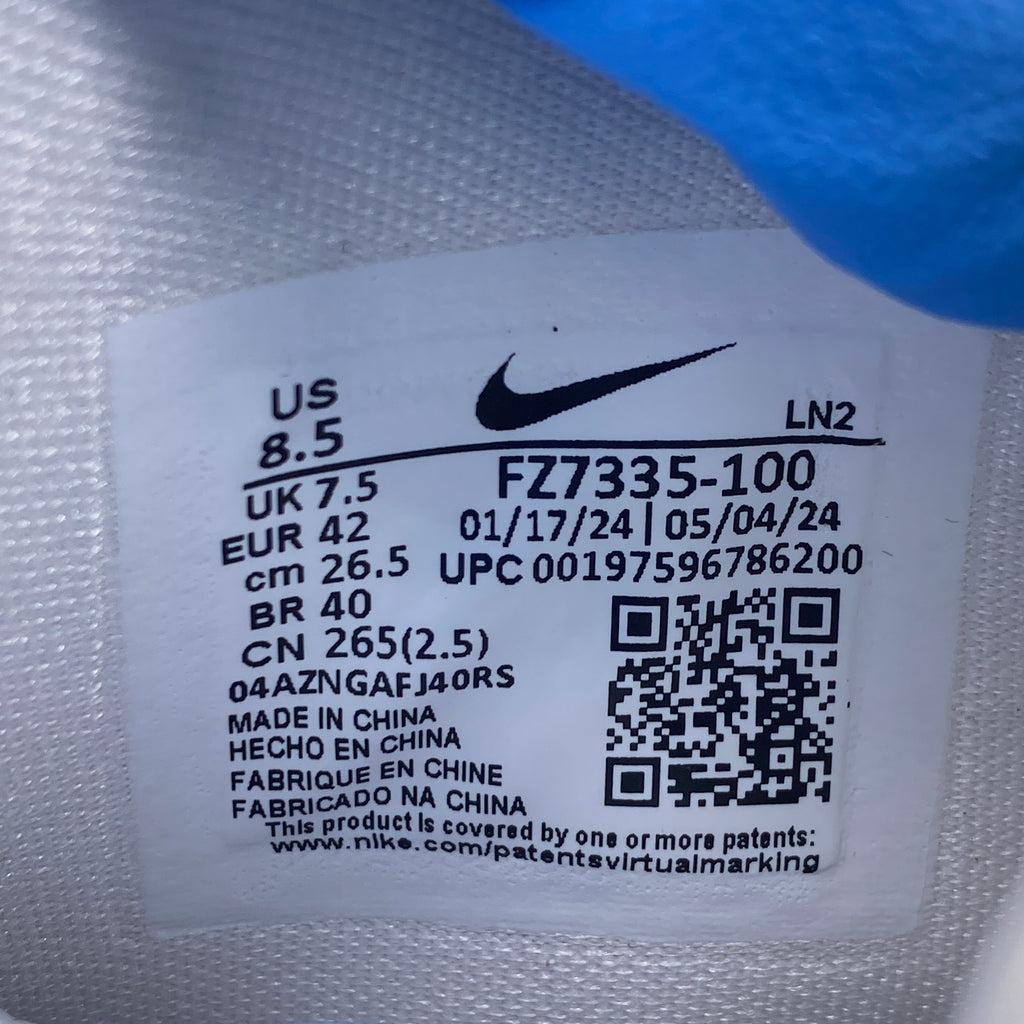 US
8.5
LN2
UK 7.5
EUR 42
cm 26.5
BR 40
CN 265(2.5)
FZ7335-100
01/17/24 | 05/04/24
UPC 00197596786200
04AZNGAFJ40RS
MADE IN CHINA
HECHO EN CHINA
FABRIQUE EN CHINE
FABRICADO NA CHINA
This product is covered by one or more patents:
www.nike.com/patentsvirtualmarking